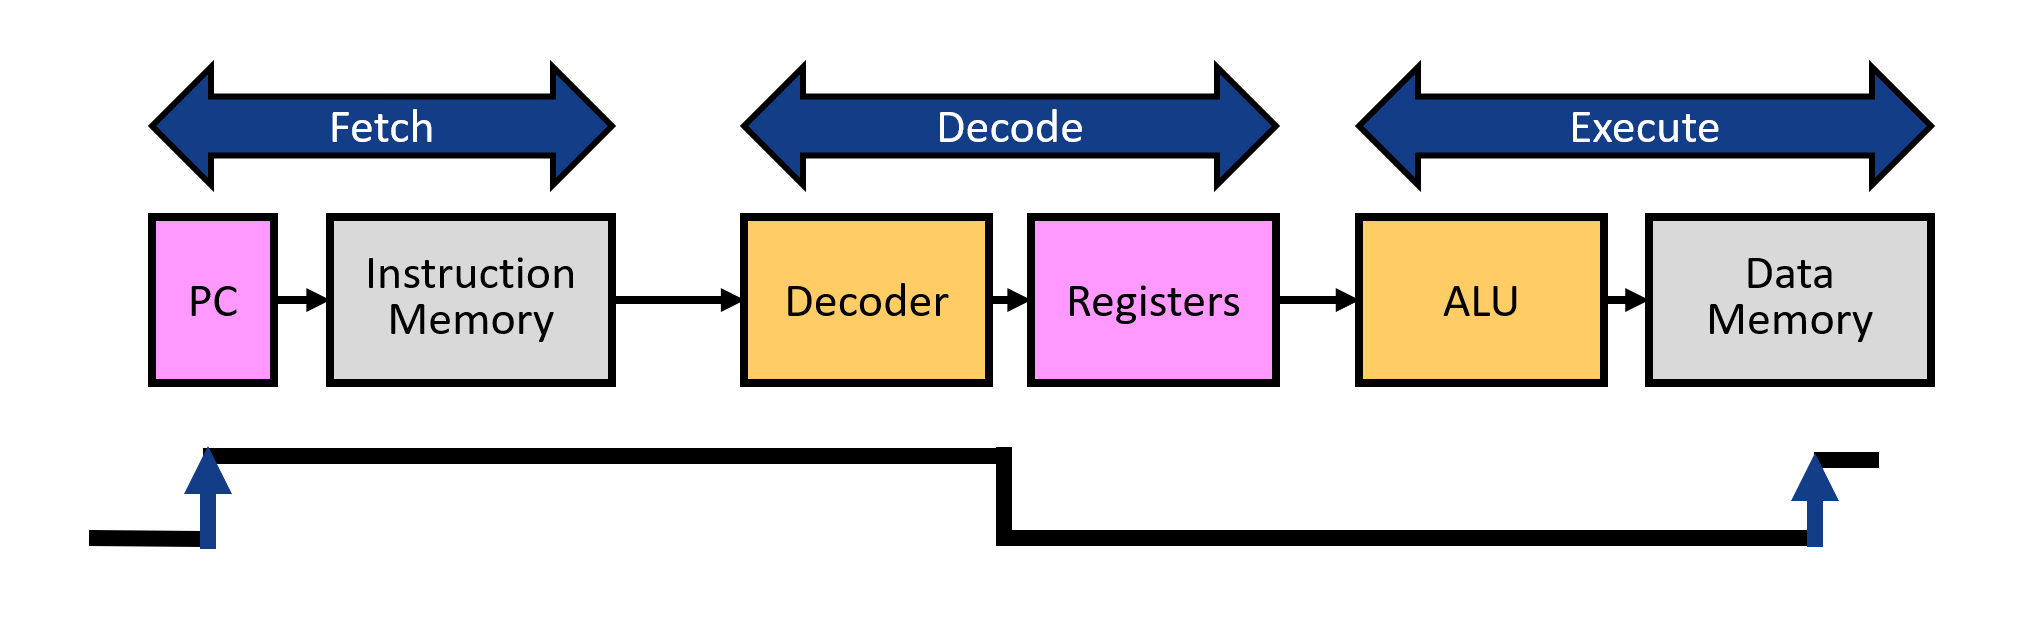 Fetch
Decode
Execute
PC
Instruction
Memory
Decoder
Registers
ALU
Data
Memory